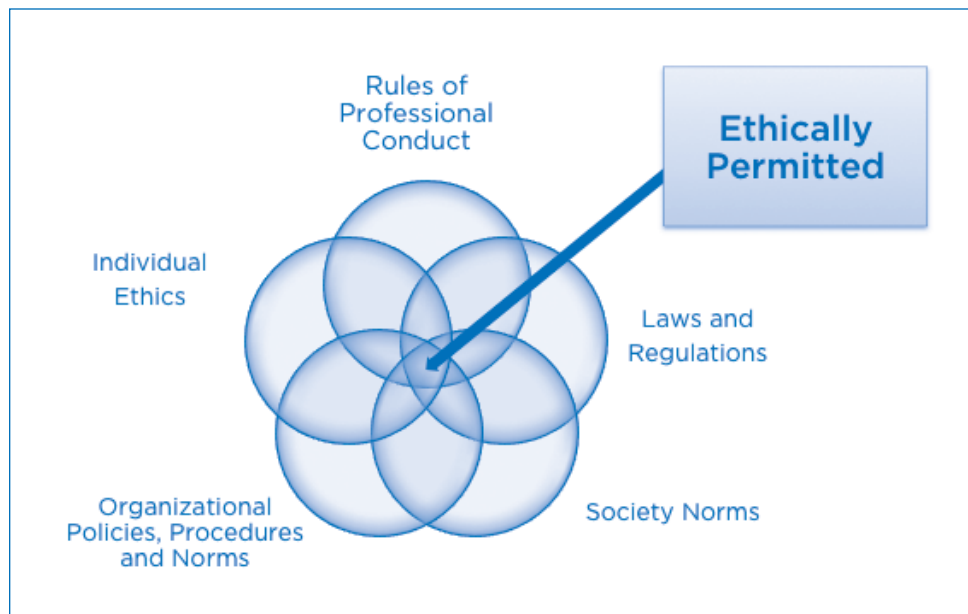 Rules of
Professional
Conduct
Ethically
Permitted
Individual
Ethics
Laws and
Regulations
Organizational
Policies, Procedures
and Norms
Society Norms